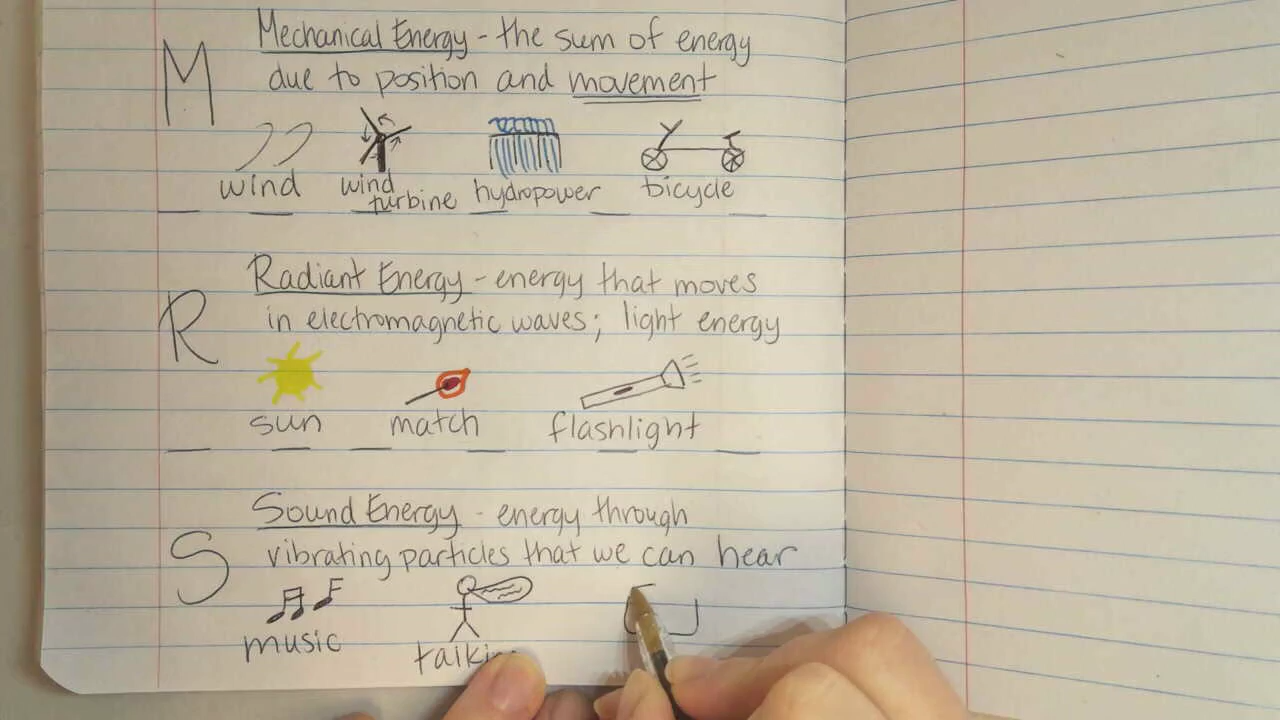 M
Mechanical Energy - the sum of energy
due to position and movement
wind wind turbine hydropower bicycle
R
Radiant Energy - energy that moves
in electromagnetic waves; light energy
sun match flashlight
S
Sound Energy - energy through
vibrating particles that we can hear
music